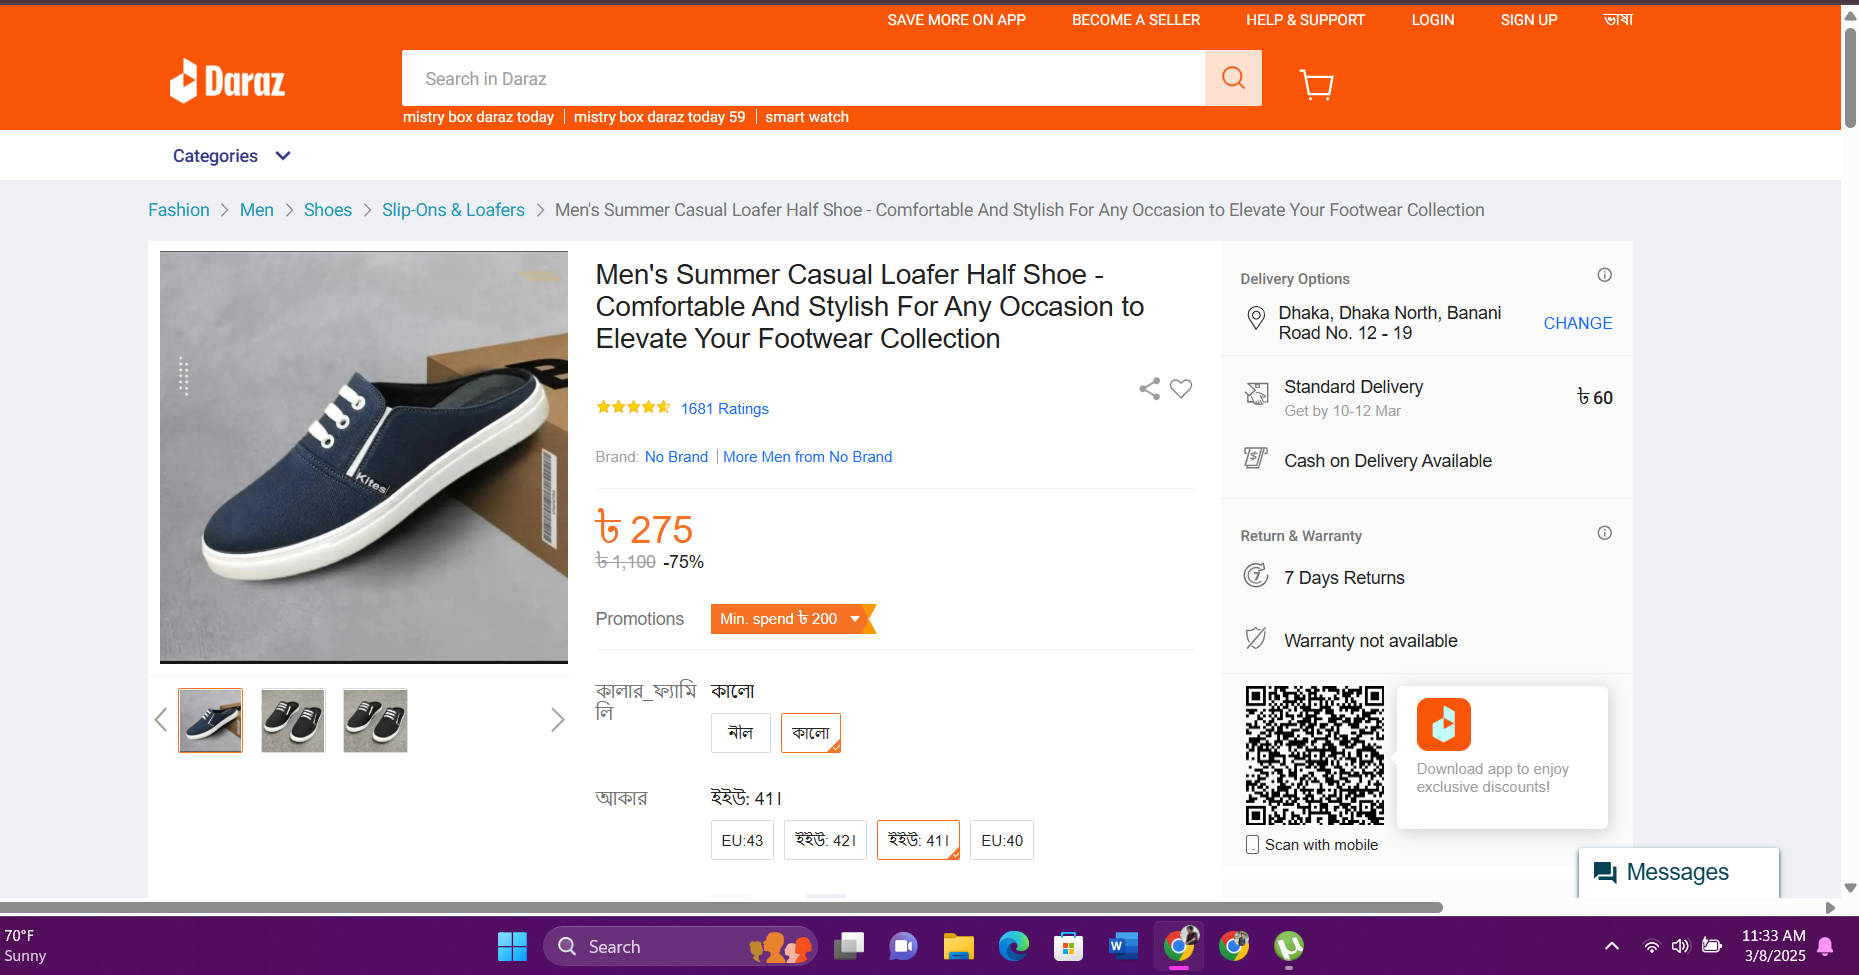 SAVE MORE ON APP BECOME A SELLER HELP & SUPPORT LOGIN SIGN UP ভাষা
Daraz
Search in Daraz
mistry box daraz today mistry box daraz today 59 smart watch
Categories
Fashion > Men > Shoes > Slip-Ons & Loafers > Men's Summer Casual Loafer Half Shoe - Comfortable And Stylish For Any Occasion to Elevate Your Footwear Collection
Kites
Men's Summer Casual Loafer Half Shoe -
Comfortable And Stylish For Any Occasion to
Elevate Your Footwear Collection
1681 Ratings
Brand: No Brand | More Men from No Brand
৳ 275
৳ 1,100 -75%
Promotions Min. spend ৳ 200
কালার_ফ্যামি
লি
কালো
নীল কালো
আকার ইইউ: 41।
EU:43 ইইউ: 42। ইইউ: 41। EU:40
Delivery Options
Dhaka, Dhaka North, Banani
Road No. 12 - 19
CHANGE
Standard Delivery ৳ 60
Get by 10-12 Mar
Cash on Delivery Available
Return & Warranty
7 Days Returns
Warranty not available
Download app to enjoy
exclusive discounts!
Scan with mobile
Messages
70°F
Sunny
Search
11:33 AM
3/8/2025